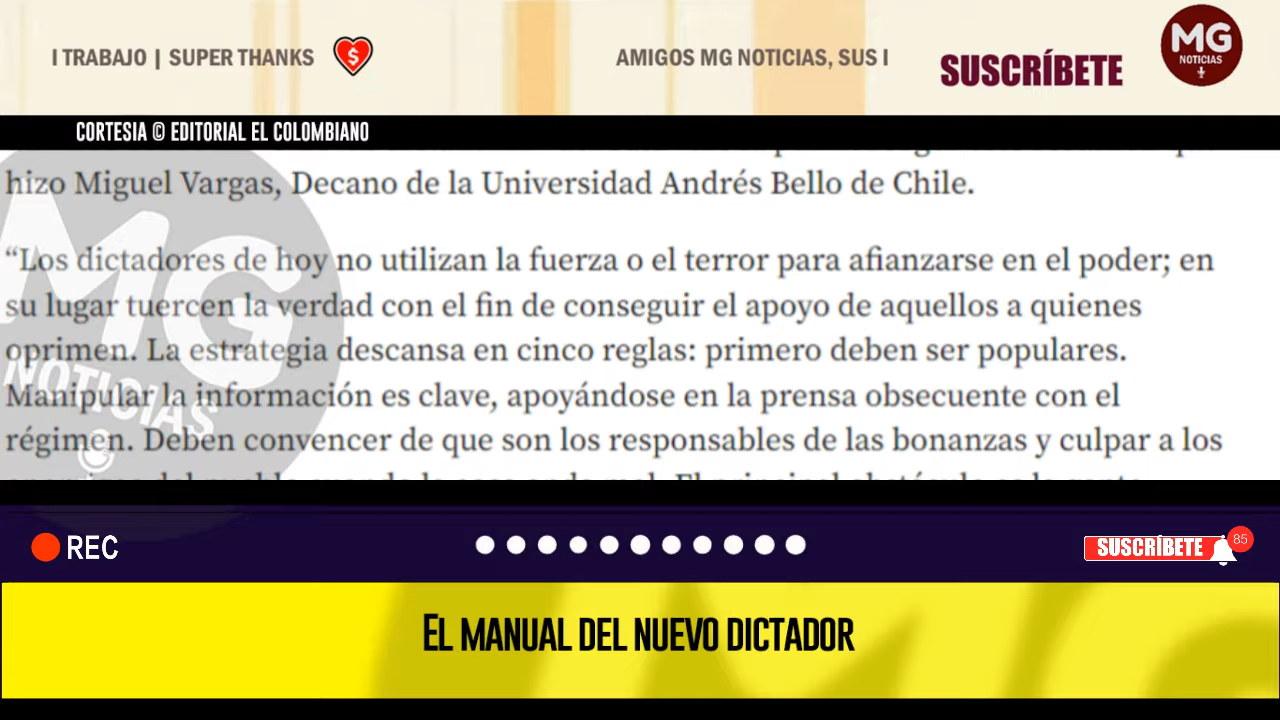 I TRABAJO | SUPER THANKS
$
AMIGOS MG NOTICIAS, SUS I
SUSCRÍBETE
MG
NOTICIAS
CORTESIA © EDITORIAL EL COLOMBIANO
hizo Miguel Vargas, Decano de la Universidad Andrés Bello de Chile.
“Los dictadores de hoy no utilizan la fuerza o el terror para afianzarse en el poder; en
su lugar tuercen la verdad con el fin de conseguir el apoyo de aquellos a quienes
oprimen. La estrategia descansa en cinco reglas: primero deben ser populares.
Manipular la información es clave, apoyándose en la prensa obsecuente con el
régimen. Deben convencer de que son los responsables de las bonanzas y culpar a los
MG
NOTICIAS
REC
SUSCRÍBETE
85
EL MANUAL DEL NUEVO DICTADOR